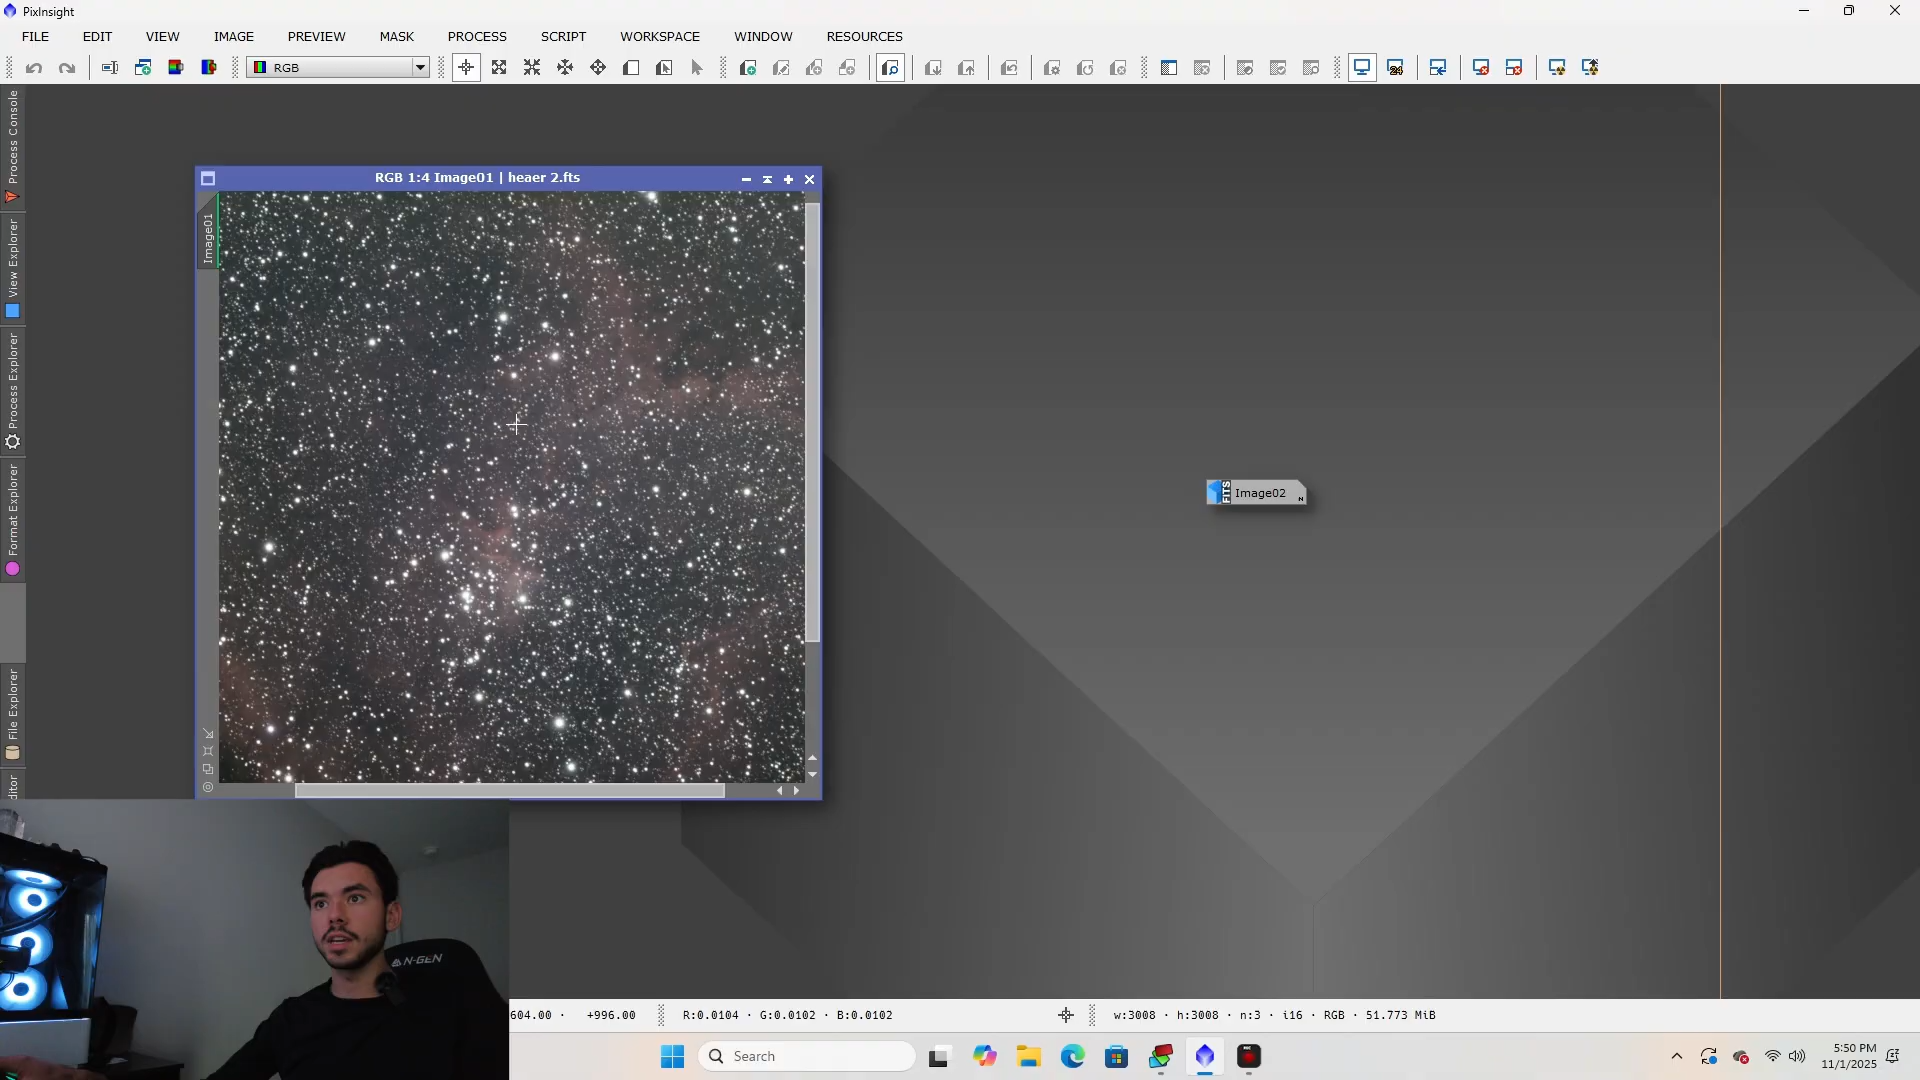 PixInsight
FILE EDIT VIEW IMAGE PREVIEW MASK PROCESS SCRIPT WORKSPACE WINDOW RESOURCES
RGB
24
Process Console
View Explorer
Process Explorer
Format Explorer
File Explorer
ditor
RGB 1:4 Image01 | heaer 2.fts
Image01
FITS Image02 N
N-GEN
604.00 · +996.00 R:0.0104 · G:0.0102 · B:0.0102 w:3008 · h:3008 · n:3 · i16 · RGB · 51.773 MiB
Search
5:50 PM
11/1/2025